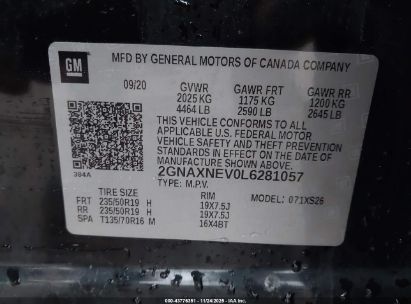 GM
MFD BY GENERAL MOTORS OF CANADA COMPANY
09/20 GVWR GAWR FRT GAWR RR
2025 KG 1175 KG 1200 KG
4464 LB 2590 LB 2645 LB
THIS VEHICLE CONFORMS TO ALL
APPLICABLE U.S. FEDERAL MOTOR
VEHICLE SAFETY STANDARDS IN
EFFECT ON THE DATE OF
MANUFACTURE SHOWN ABOVE.
384A 2GNAXNEV0L6281057
TYPE: M.P.V. MODEL: 071XS26
TIRE SIZE RIM
FRT 235/50R19 H 19X7.5J
RR 235/50R19 H 19X7.5J
SPA T135/70R16 M 16X4BT